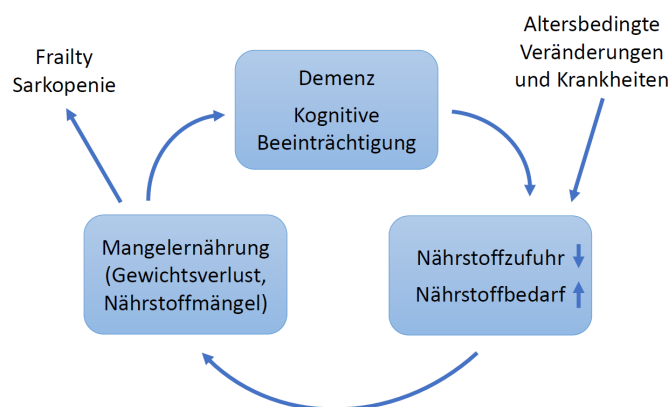 Frailty
Sarkopenie
Demenz
Kognitive
Beeinträchtigung
Altersbedingte
Veränderungen
und Krankheiten
Mangelernährung
(Gewichtsverlust,
Nährstoffmängel)
Nährstoffzufuhr
Nährstoffbedarf